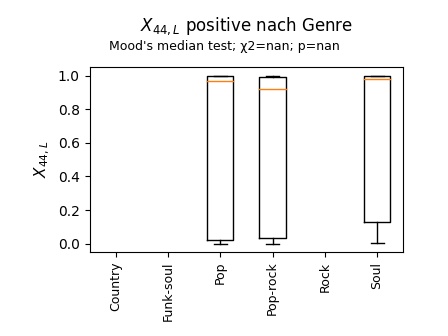 X44,L positive nach Genre
Mood's median test; χ2=nan; p=nan
X44,L
1.0
0.8
0.6
0.4
0.2
0.0
Country
Funk-soul
Pop
Pop-rock
Rock
Soul